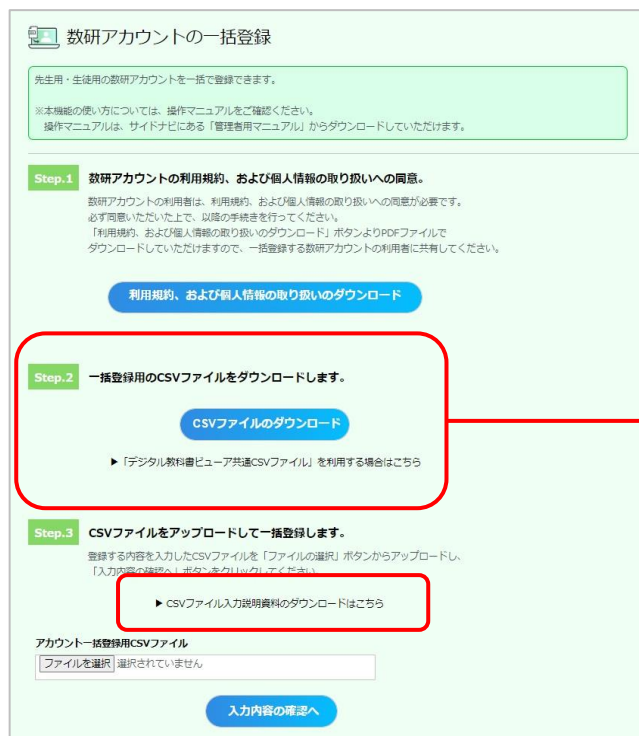 数研アカウントの一括登録
先生用・生徒用の数研アカウントを一括で登録できます。
※本機能の使い方については、操作マニュアルをご確認ください。
操作マニュアルは、サイドナビにある「管理者用マニュアル」からダウンロードしていただけます。
Step.1 数研アカウントの利用規約、および個人情報の取り扱いへの同意。
数研アカウントの利用者は、利用規約、および個人情報の取り扱いへの同意が必要です。
必ず同意いただいた上で、以降の手続きを行ってください。
「利用規約、および個人情報の取り扱いのダウンロード」ボタンよりPDFファイルで
ダウンロードしていただけますので、一括登録する数研アカウントの利用者に共有してください。
利用規約、および個人情報の取り扱いのダウンロード
Step.2 一括登録用のCSVファイルをダウンロードします。
CSVファイルのダウンロード
▶「デジタル教科書ビューア共通CSVファイル」を利用する場合はこちら
Step.3 CSVファイルをアップロードして一括登録します。
登録する内容を入力したCSVファイルを「ファイルの選択」ボタンからアップロードし、
「入力内容の確認へ」ボタンをクリックしてください。
▶ CSVファイル入力説明資料のダウンロードはこちら
アカウント一括登録用CSVファイル
ファイルを選択 選択されていません
入力内容の確認へ